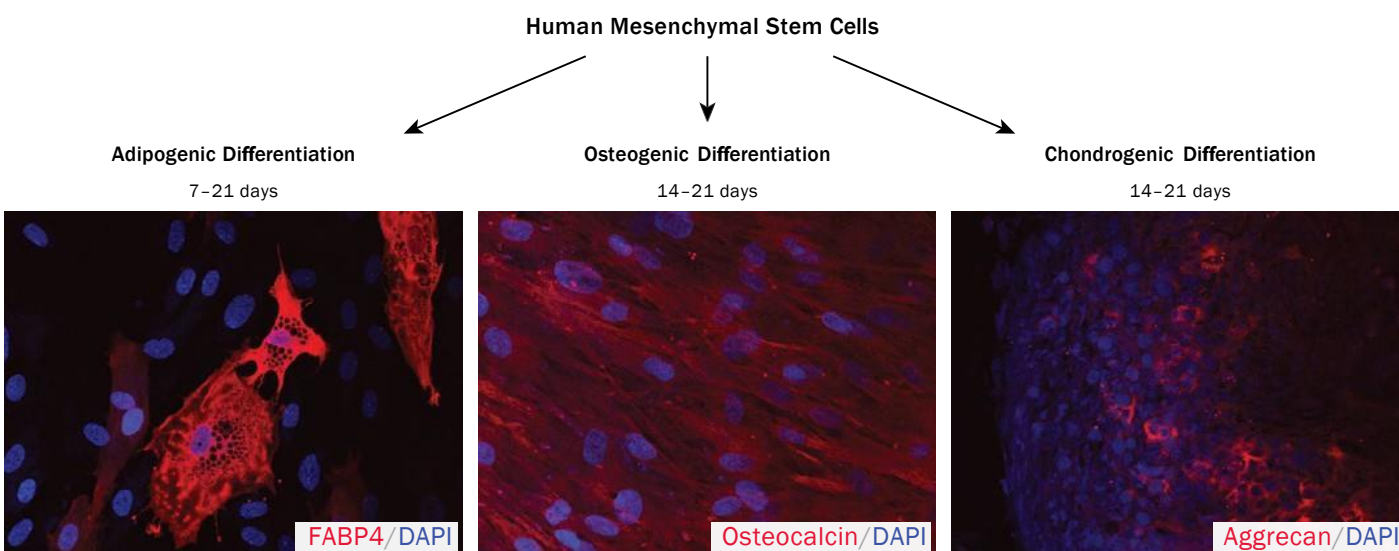 Human Mesenchymal Stem Cells
Adipogenic Differentiation
7–21 days
Osteogenic Differentiation
14–21 days
Chondrogenic Differentiation
14–21 days
FABP4/DAPI
Osteocalcin/DAPI
Aggrecan/DAPI